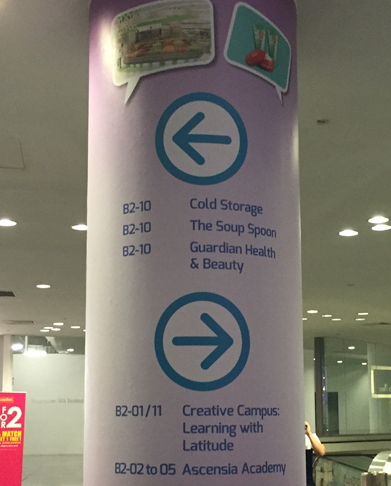 B2-10 Cold Storage
B2-10 The Soup Spoon
B2-10 Guardian Health
& Beauty
B2-01/11 Creative Campus:
Learning with
Latitude
B2-02 to 05 Ascensia Academy
FOR
2
MATCH